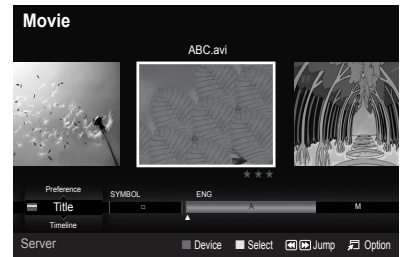 Movie
ABC.avi
★★★
Preference
SYMBOL ENG
Title □ A M
Timeline
Server Device Select Jump Option